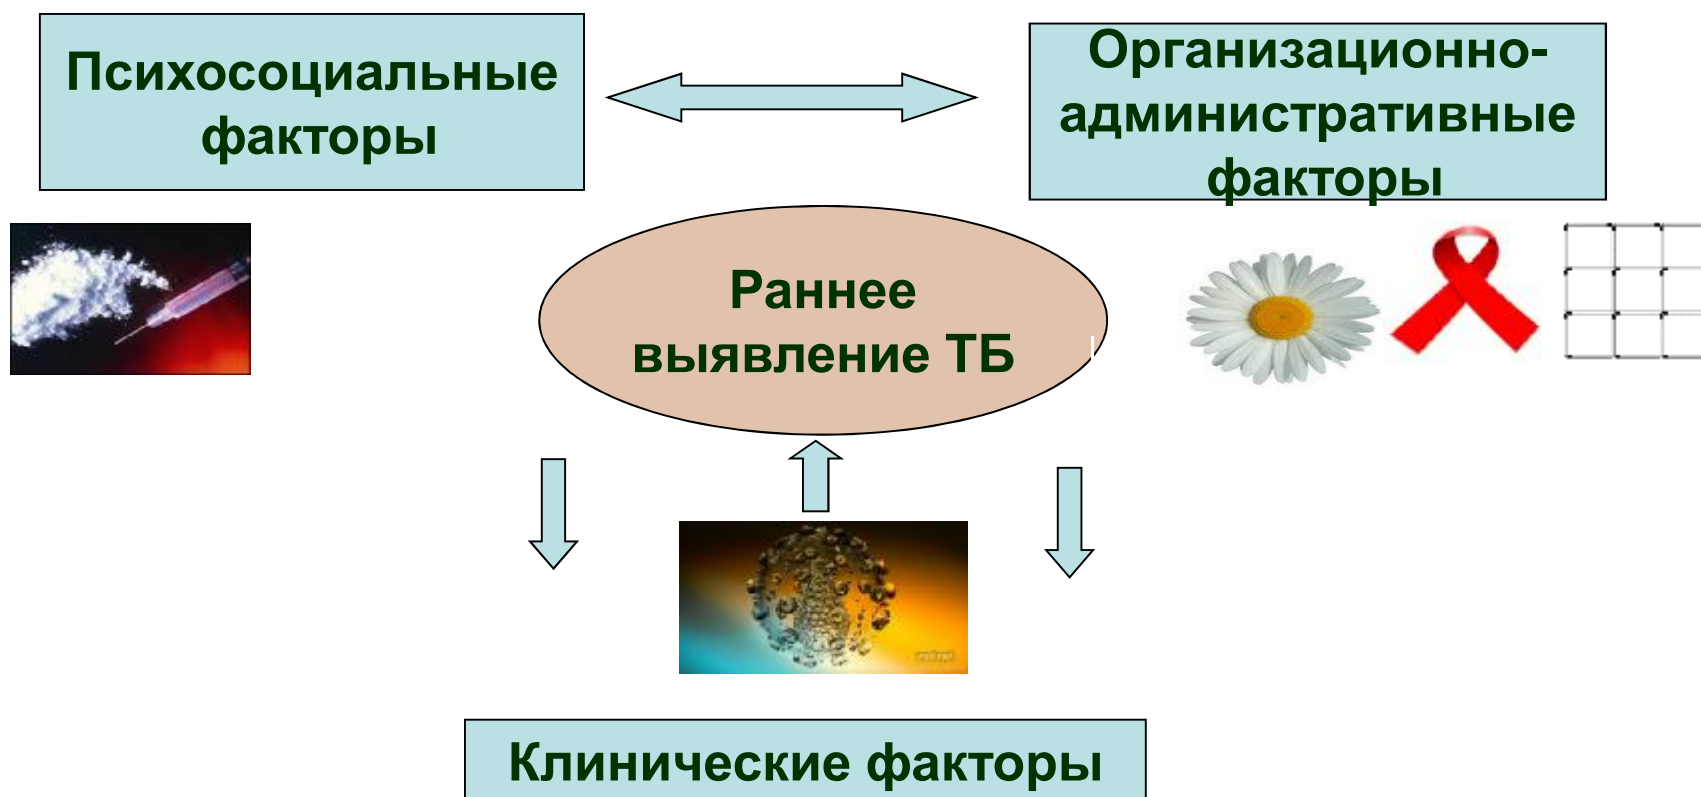 Психосоциальные
факторы
Организационно-
административные
факторы
Раннее
выявление ТБ
Клинические факторы